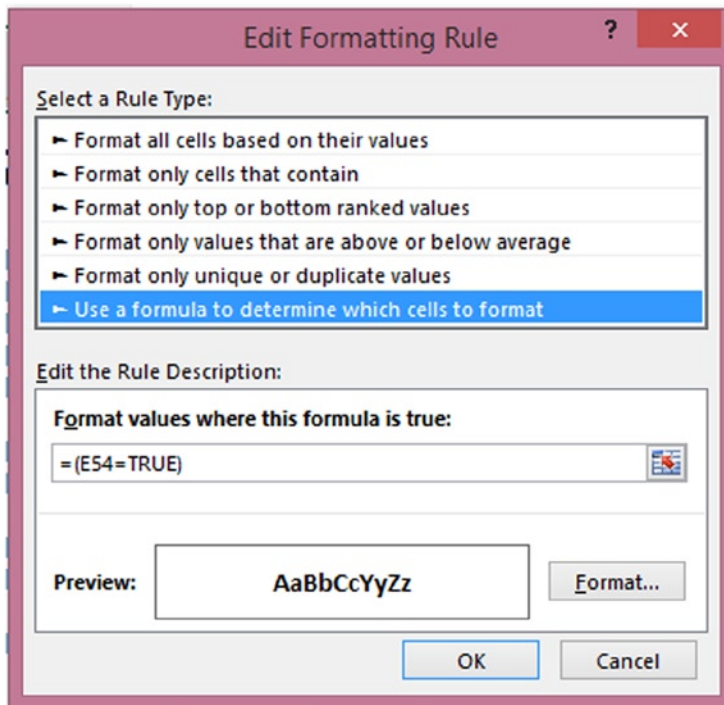 Edit Formatting Rule
?
×
Select a Rule Type:
► Format all cells based on their values
► Format only cells that contain
► Format only top or bottom ranked values
► Format only values that are above or below average
► Format only unique or duplicate values
► Use a formula to determine which cells to format
Edit the Rule Description:
Format values where this formula is true:
=(E54=TRUE)
Preview:
AaBbCcYyZz
Format...
OK
Cancel